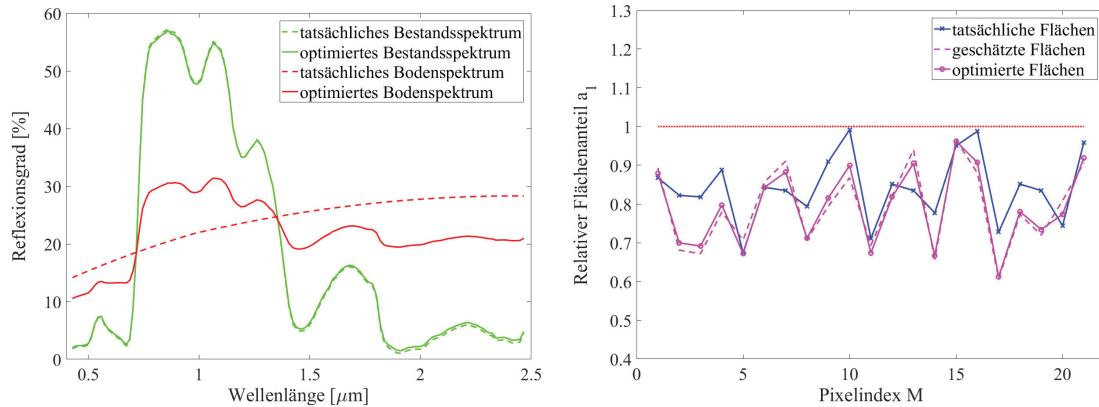 60
50
40
30
20
10
0
Reflexionsgrad [%]
tatsächliches Bestandsspektrum
optimiertes Bestandsspektrum
tatsächliches Bodenspektrum
optimiertes Bodenspektrum
0.5
1
1.5
2
2.5
Wellenlänge [μm]
1.3
1.2
1.1
1
0.9
0.8
0.7
0.6
0.5
0.4
Relativer Flächenanteil a1
tatsächliche Flächen
geschätzte Flächen
optimierte Flächen
0
5
10
15
20
Pixelindex M